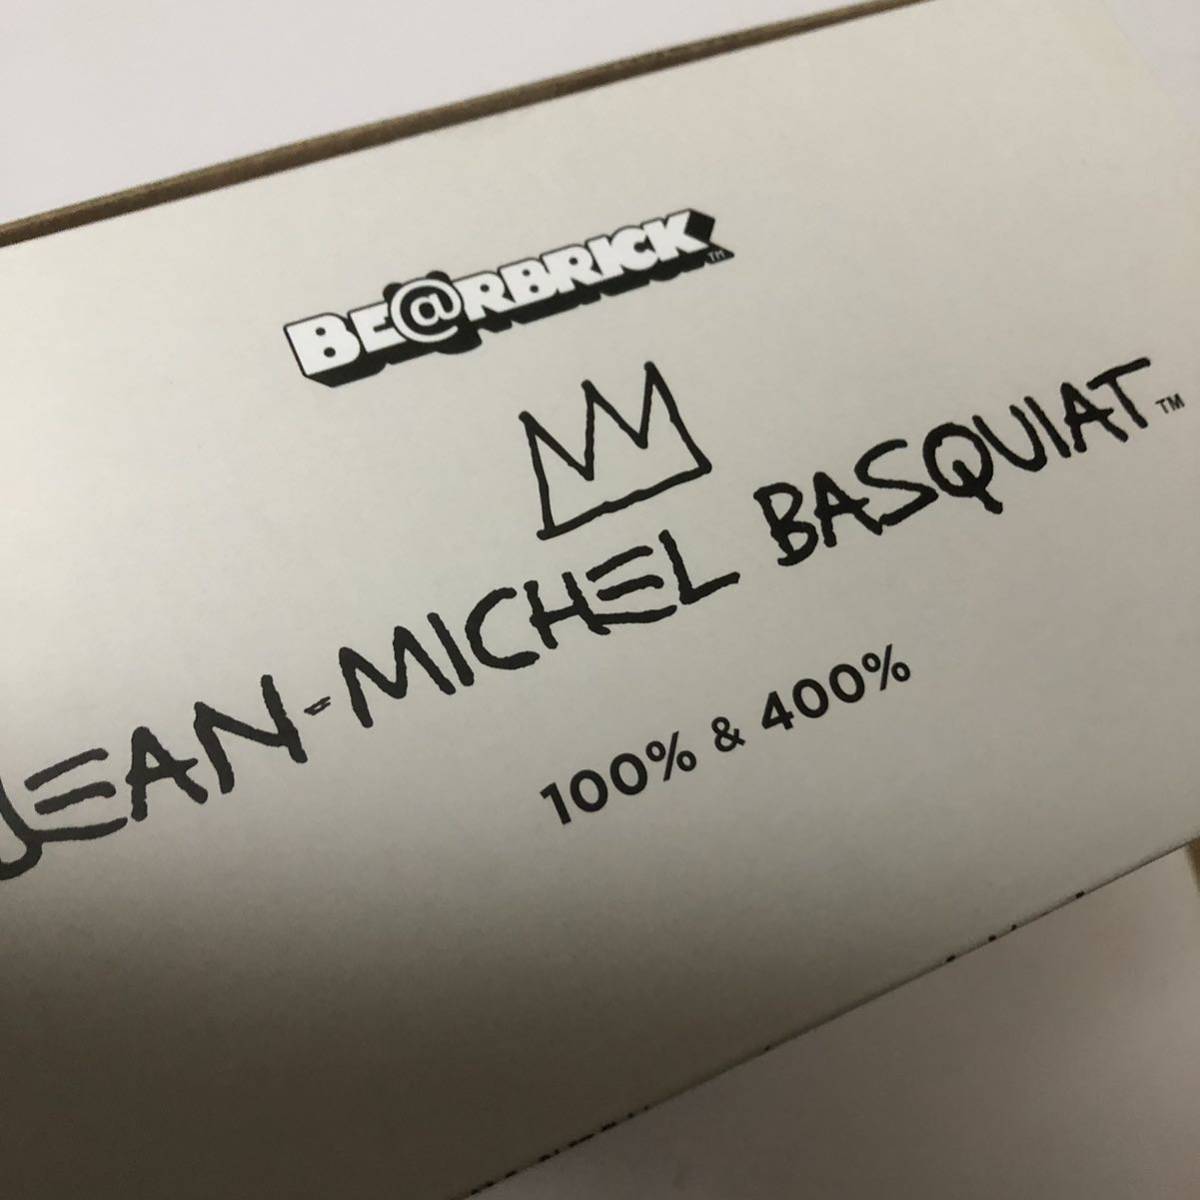 BE@RBRICK™
JEAN-MICHEL BASQUIAT™
100% & 400%